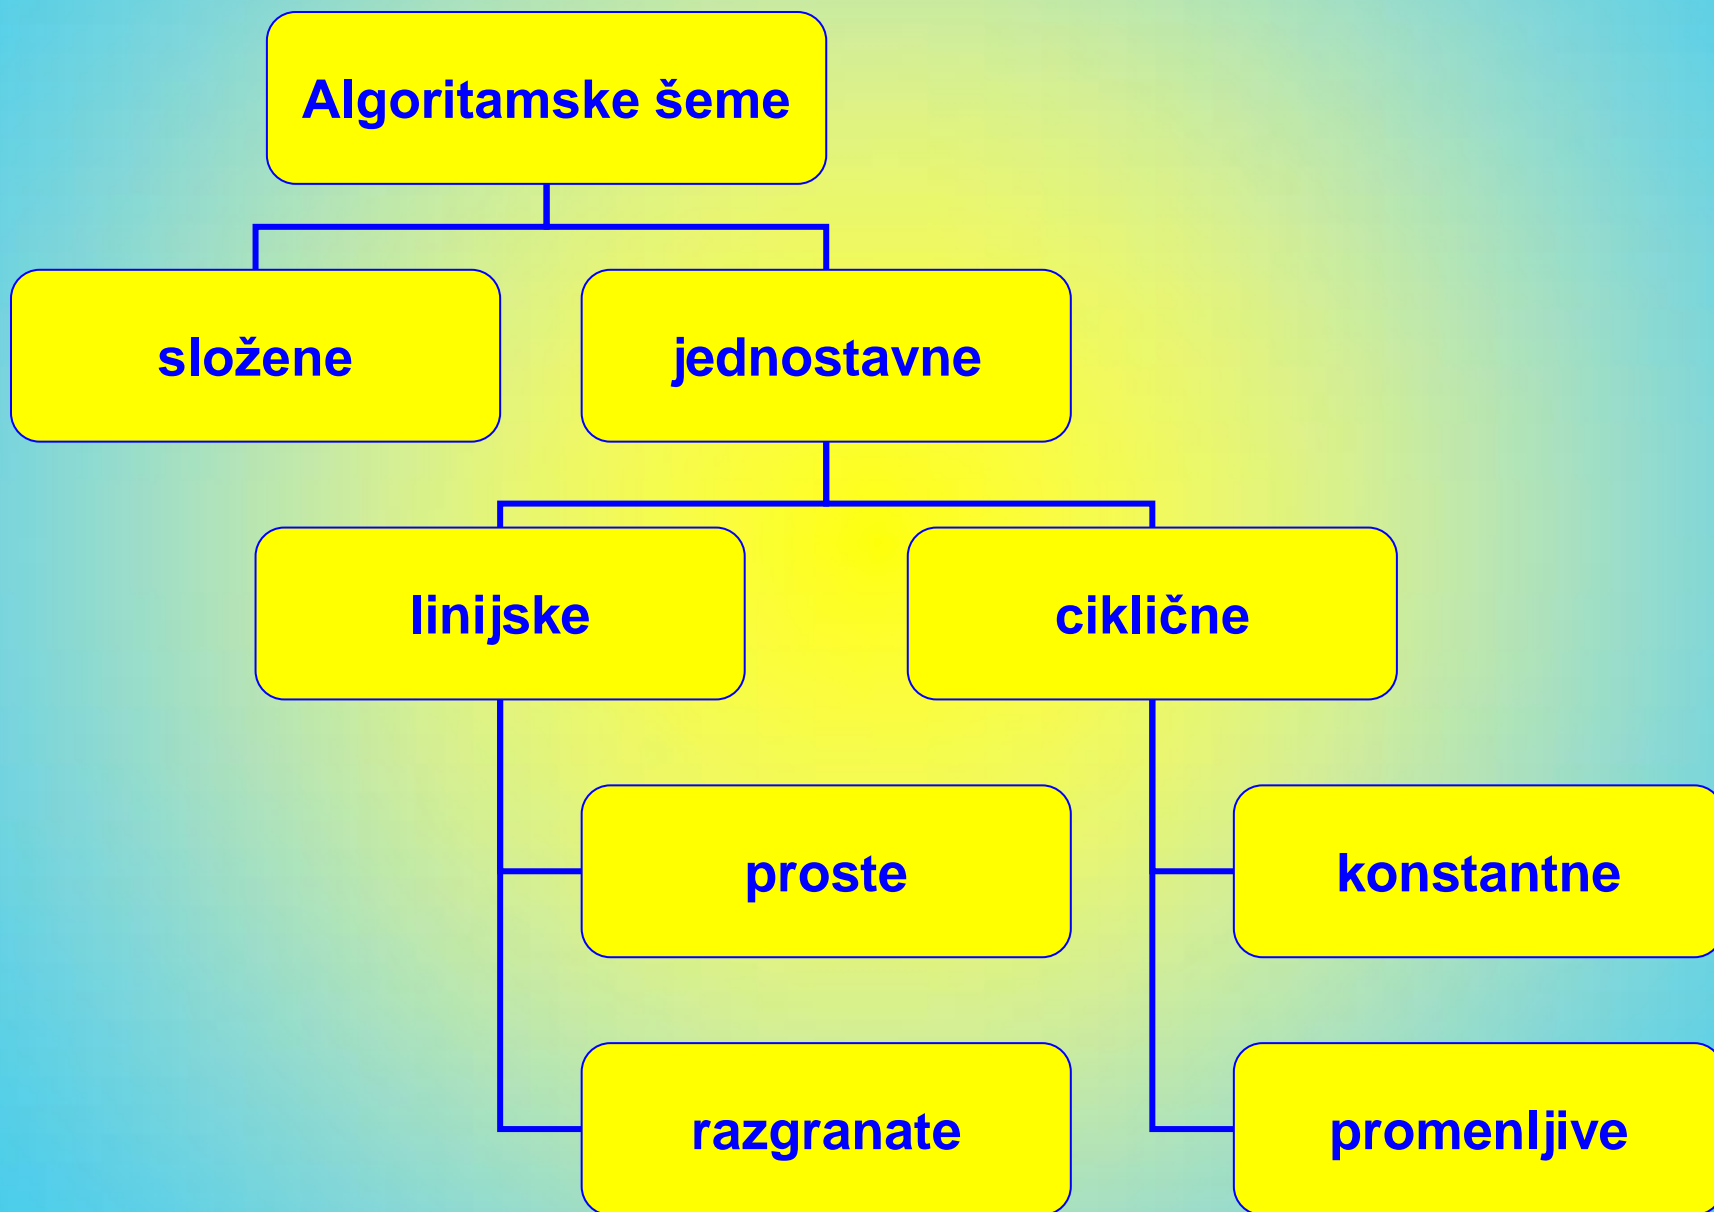 Algoritamske šeme
složene
jednostavne
linijske
ciklične
proste
konstantne
razgranate
promenljive